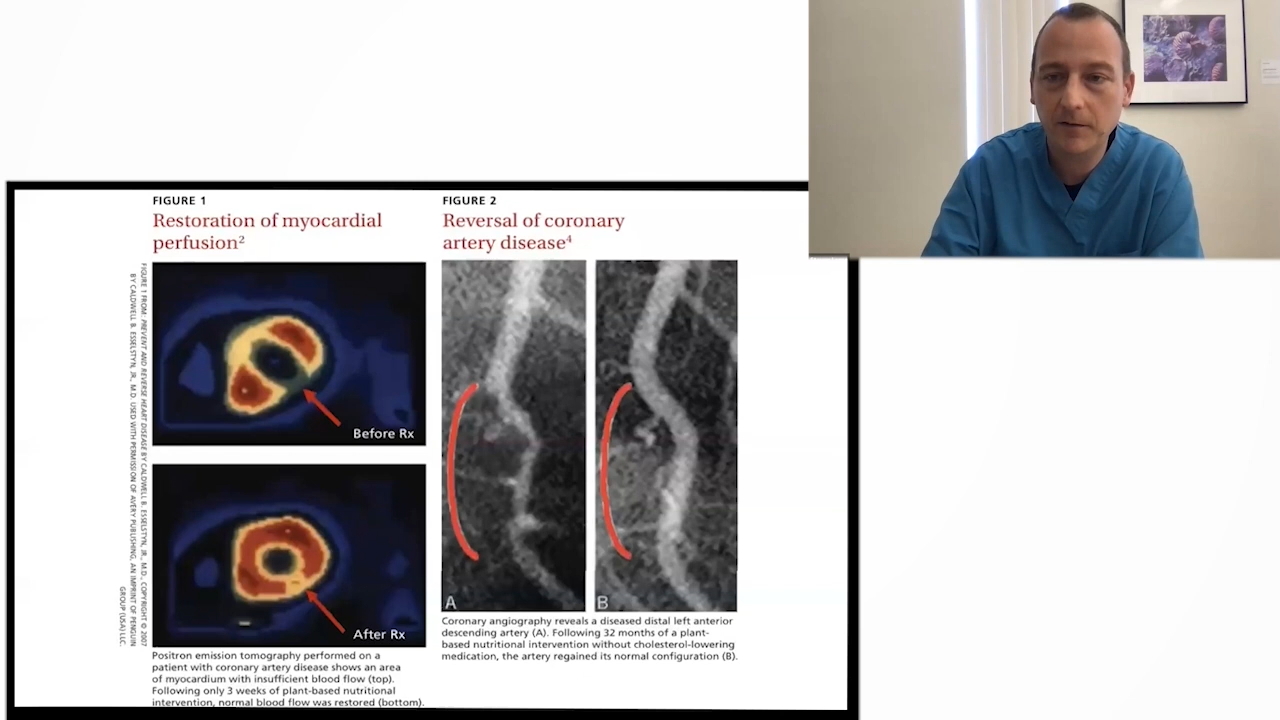 FIGURE 1
Restoration of myocardial
perfusion²
FIGURE 1 FROM: PREVENT AND REVERSE HEART DISEASE BY CALDWELL B. ESSELSTYN, JR., M.D., COPYRIGHT © 2007
BY CALDWELL B. ESSELSTYN, JR., M.D. USED WITH PERMISSION OF AVERY PUBLISHING, AN IMPRINT OF PENGUIN
GROUP (USA) LLC.
Before Rx
After Rx
Positron emission tomography performed on a
patient with coronary artery disease shows an area
of myocardium with insufficient blood flow (top).
Following only 3 weeks of plant-based nutritional
intervention, normal blood flow was restored (bottom).
FIGURE 2
Reversal of coronary
artery disease⁴
A
B
Coronary angiography reveals a diseased distal left anterior
descending artery (A). Following 32 months of a plant-
based nutritional intervention without cholesterol-lowering
medication, the artery regained its normal configuration (B).